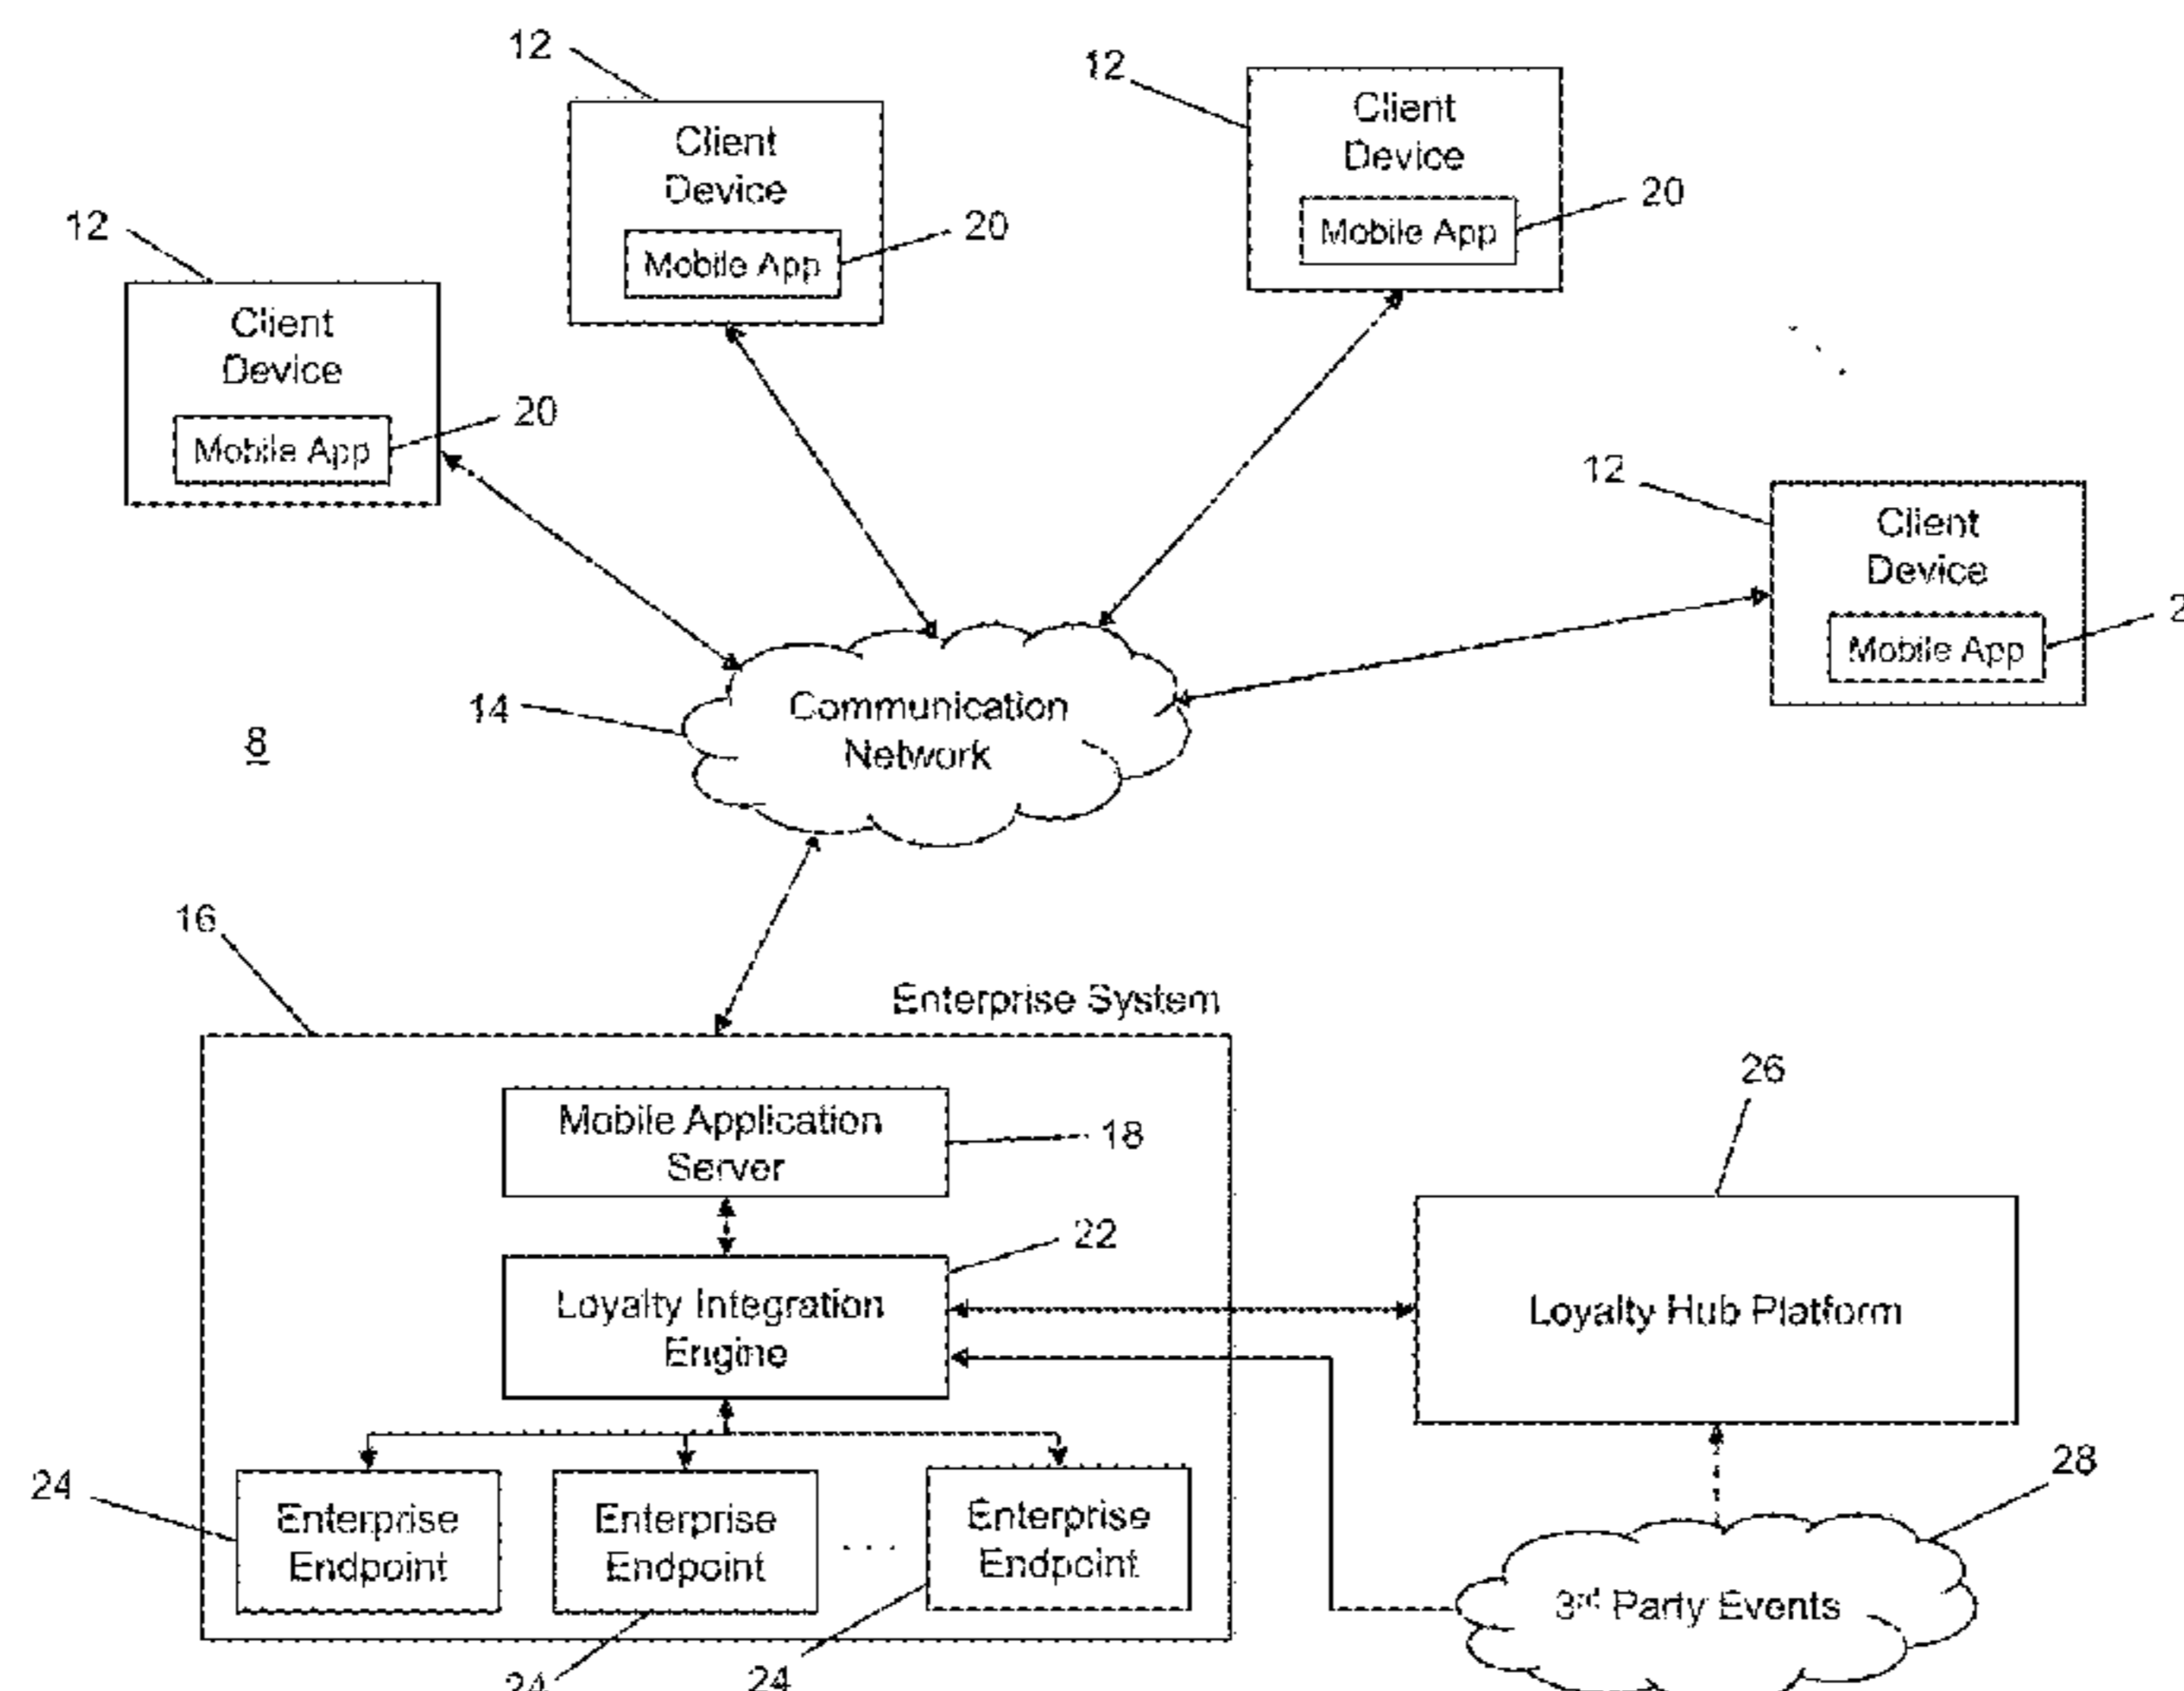 12
Client
Device
Mobile App
20
12
Client
Device
Mobile App
20
12
Client
Device
Mobile App
20
12
Client
Device
Mobile App
14
Communication
Network
8
16
Enterprise System
Mobile Application
Server
18
Loyalty Integration
Engine
22
26
Loyalty Hub Platform
24
Enterprise
Endpoint
Enterprise
Endpoint
. . .
Enterprise
Endpoint
24
24
28
3rd Party Events